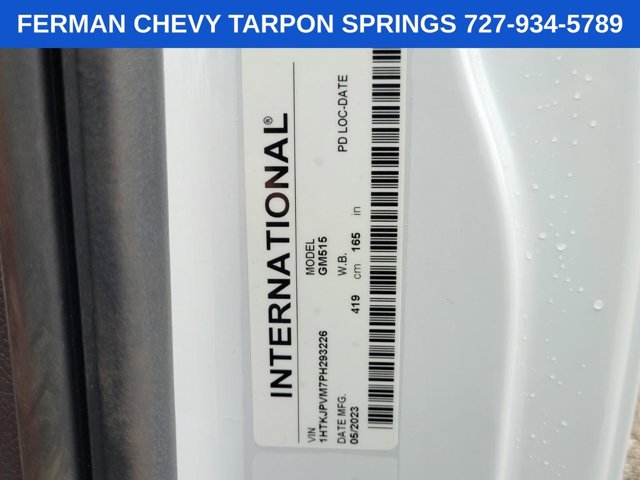 FERMAN CHEVY TARPON SPRINGS 727-934-5789
INTERNATIONAL®
VIN MODEL
1HTKJPVM7PH293226 GM515
DATE MFG. W.B. PD LOC-DATE
05/2023 419 cm 165 in